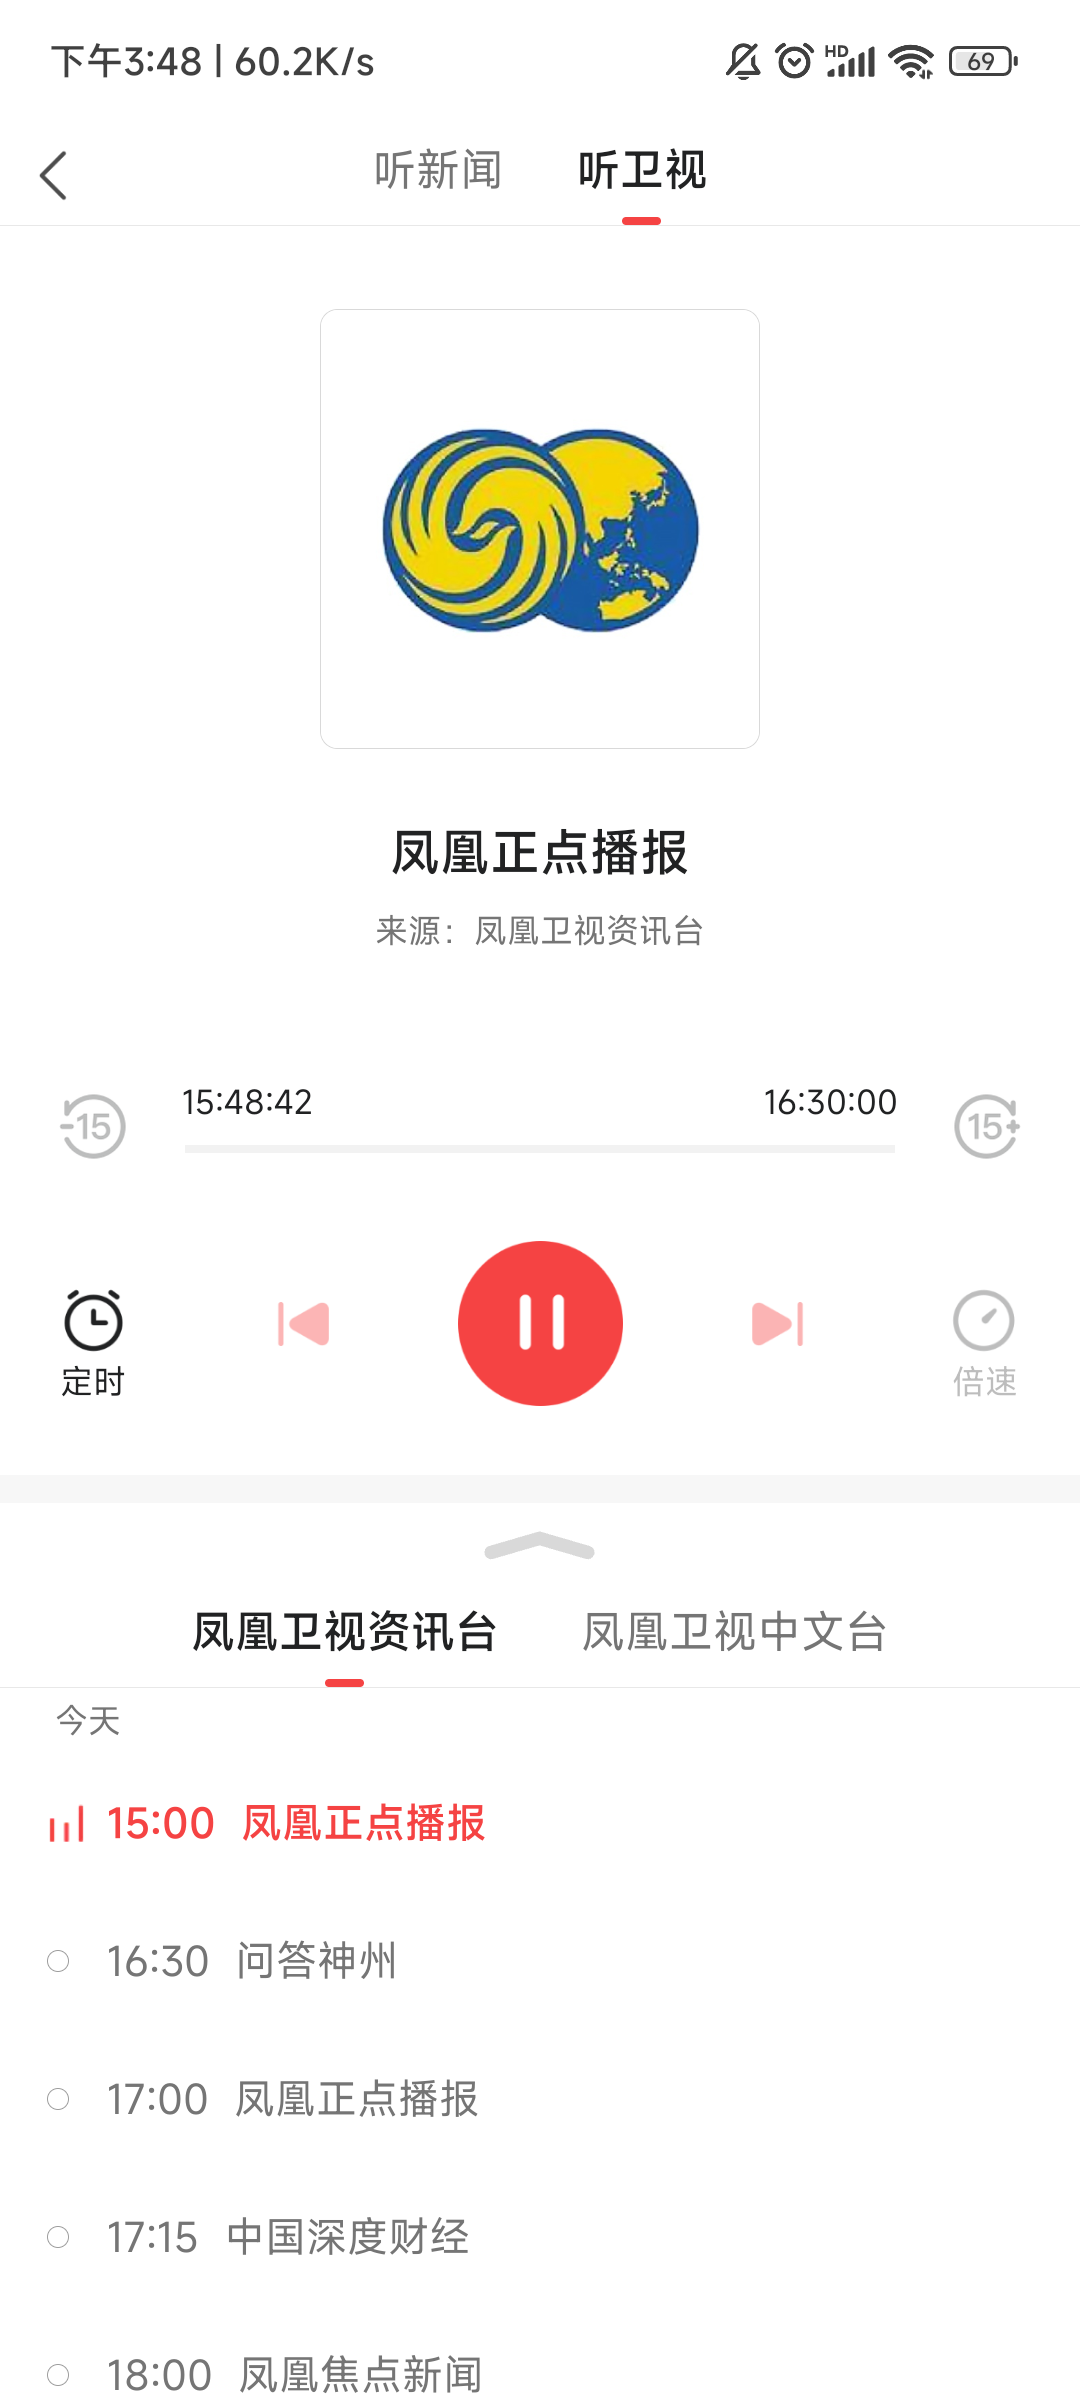 下午3:48 | 60.2K/s HD 69
听新闻 听卫视
凤凰正点播报
来源：凤凰卫视资讯台
15:48:42 16:30:00
-15 15+
定时 倍速
凤凰卫视资讯台 凤凰卫视中文台
今天
15:00 凤凰正点播报
16:30 问答神州
17:00 凤凰正点播报
17:15 中国深度财经
18:00 凤凰焦点新闻